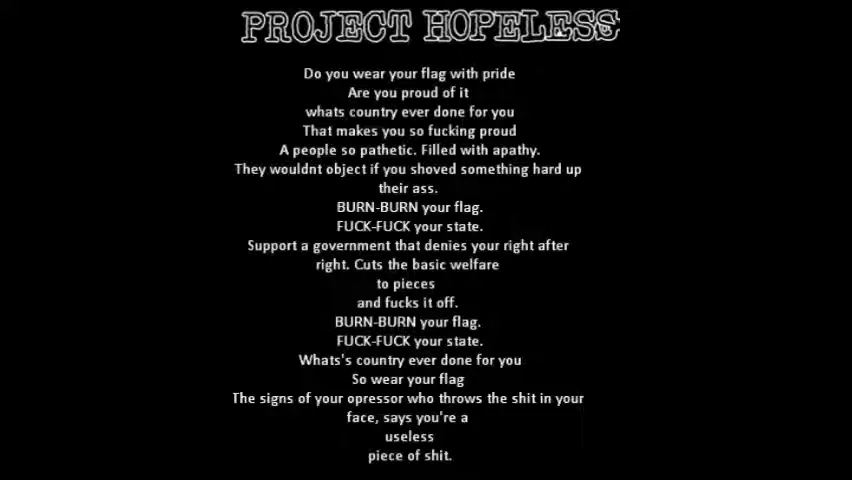 PROJECT HOPELESS
Do you wear your flag with pride
Are you proud of it
whats country ever done for you
That makes you so fucking proud
A people so pathetic. Filled with apathy.
They wouldnt object if you shoved something hard up
their ass.
BURN-BURN your flag.
FUCK-FUCK your state.
Support a government that denies your right after
right. Cuts the basic welfare
to pieces
and fucks it off.
BURN-BURN your flag.
FUCK-FUCK your state.
Whats's country ever done for you
So wear your flag
The signs of your opressor who throws the shit in your
face, says you're a
useless
piece of shit.